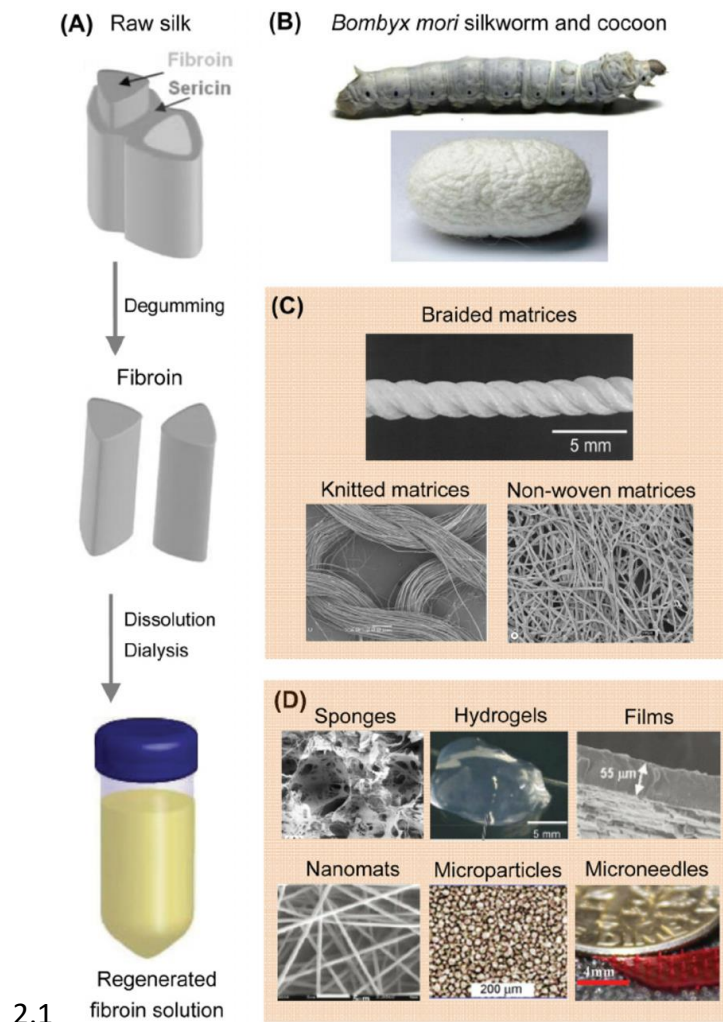 (A) Raw silk
Fibroin
Sericin
Degumming
Fibroin
Dissolution
Dialysis
Regenerated
fibroin solution
(B) Bombyx mori silkworm and cocoon
(C)
Braided matrices
5 mm
Knitted matrices
Non-woven matrices
(D)
Sponges
Hydrogels
Films
5 mm
55 μm
Nanomats
Microparticles
Microneedles
200 μm
1mm
2.1